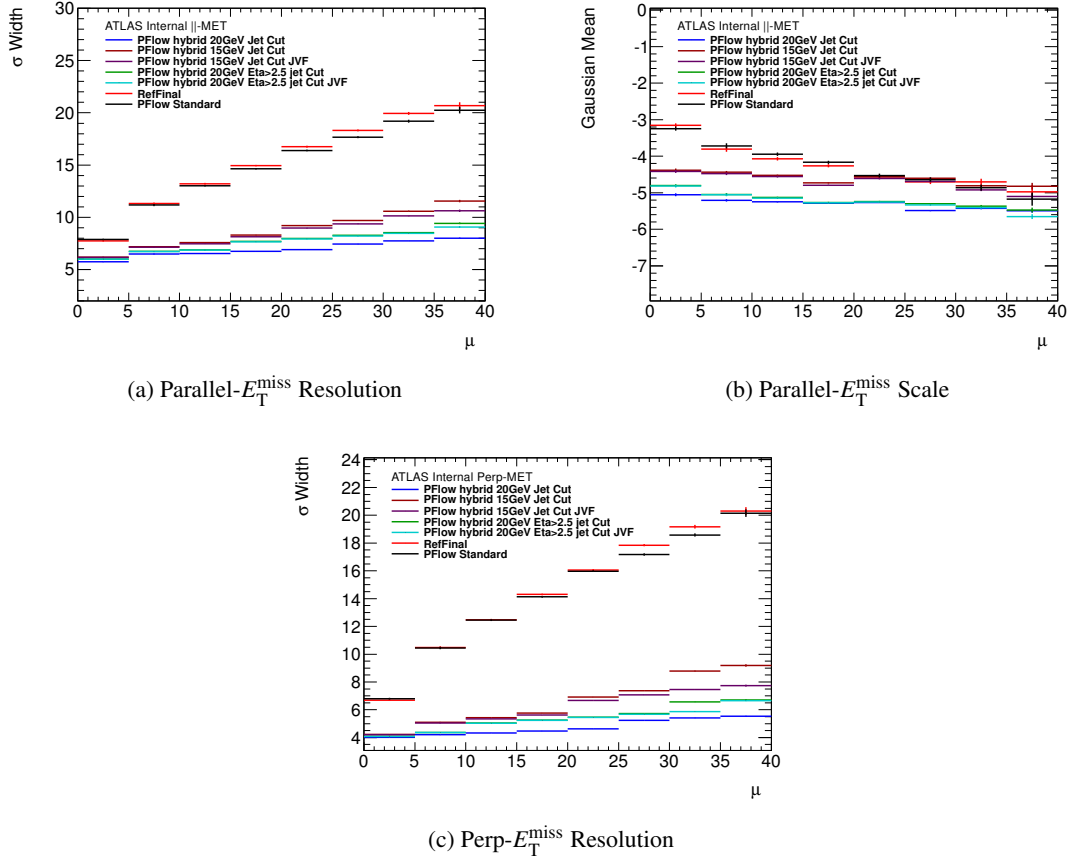 σ Width
30
25
20
15
10
5
ATLAS Internal ||-MET
PFlow hybrid 20GeV Jet Cut
PFlow hybrid 15GeV Jet Cut
PFlow hybrid 15GeV Jet Cut JVF
PFlow hybrid 20GeV Eta>2.5 jet Cut
PFlow hybrid 20GeV Eta>2.5 jet Cut JVF
RefFinal
PFlow Standard
0 5 10 15 20 25 30 35 40
μ
(a) Parallel-E_T^miss Resolution
Gaussian Mean
0
-1
-2
-3
-4
-5
-6
-7
ATLAS Internal ||-MET
PFlow hybrid 20GeV Jet Cut
PFlow hybrid 15GeV Jet Cut
PFlow hybrid 15GeV Jet Cut JVF
PFlow hybrid 20GeV Eta>2.5 jet Cut
PFlow hybrid 20GeV Eta>2.5 jet Cut JVF
RefFinal
PFlow Standard
0 5 10 15 20 25 30 35 40
μ
(b) Parallel-E_T^miss Scale
σ Width
24
22
20
18
16
14
12
10
8
6
4
ATLAS Internal Perp-MET
PFlow hybrid 20GeV Jet Cut
PFlow hybrid 15GeV Jet Cut
PFlow hybrid 15GeV Jet Cut JVF
PFlow hybrid 20GeV Eta>2.5 jet Cut
PFlow hybrid 20GeV Eta>2.5 jet Cut JVF
RefFinal
PFlow Standard
0 5 10 15 20 25 30 35 40
μ
(c) Perp-E_T^miss Resolution